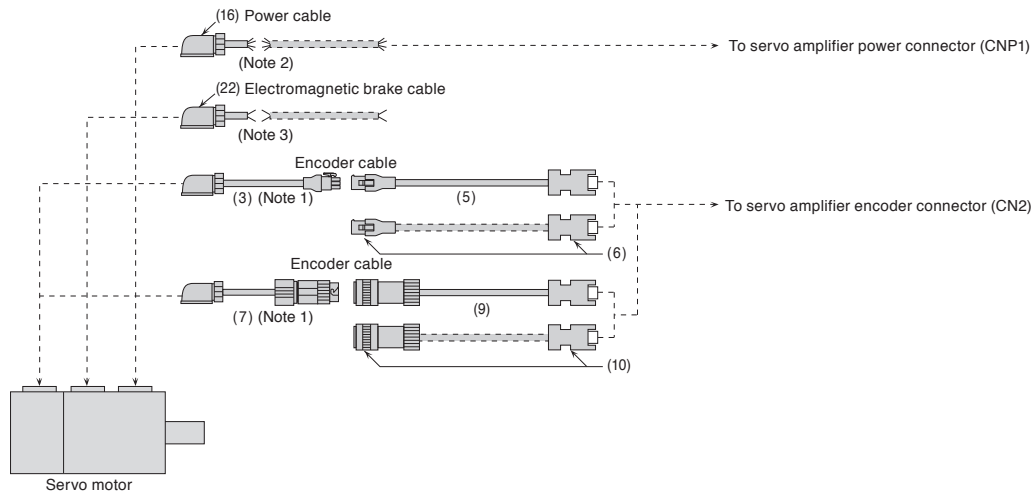 (16) Power cable
To servo amplifier power connector (CNP1)
(Note 2)
(22) Electromagnetic brake cable
(Note 3)
Encoder cable
(3) (Note 1)
(5)
To servo amplifier encoder connector (CN2)
(6)
Encoder cable
(7) (Note 1)
(9)
(10)
Servo motor